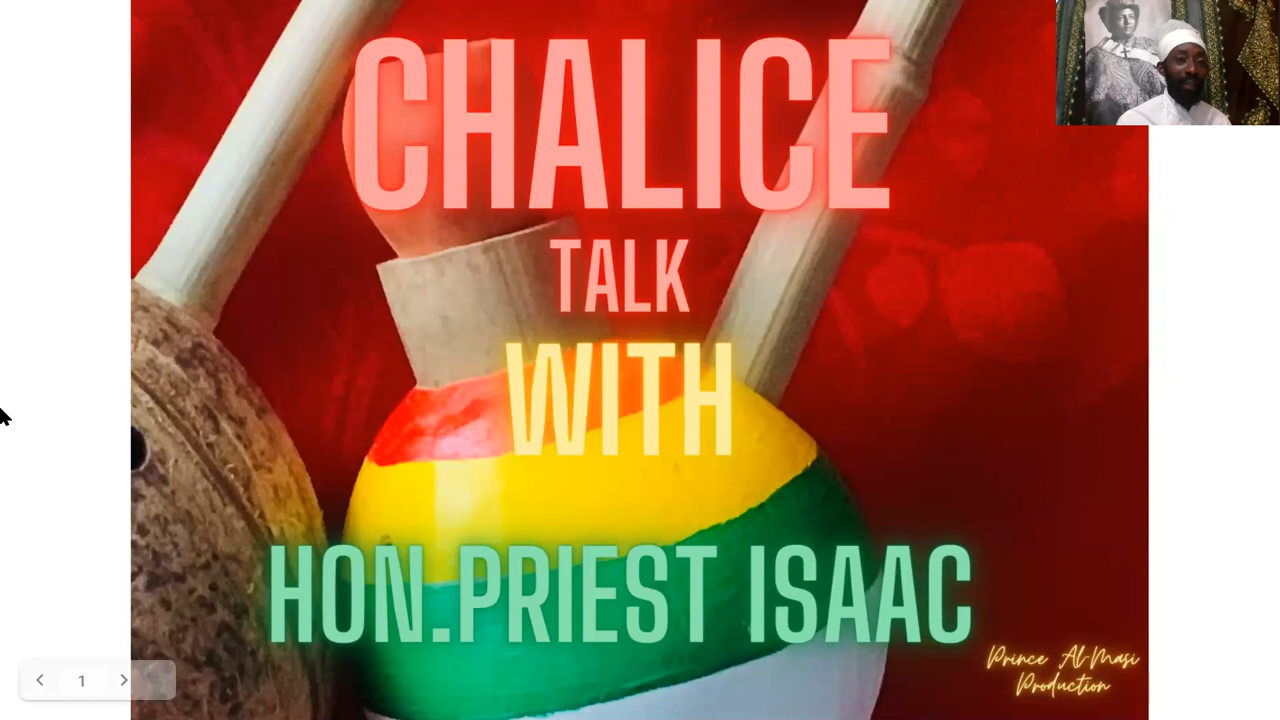 CHALICE
TALK
WITH
HON.PRIEST ISAAC
Prince Al-Masi
Production
1